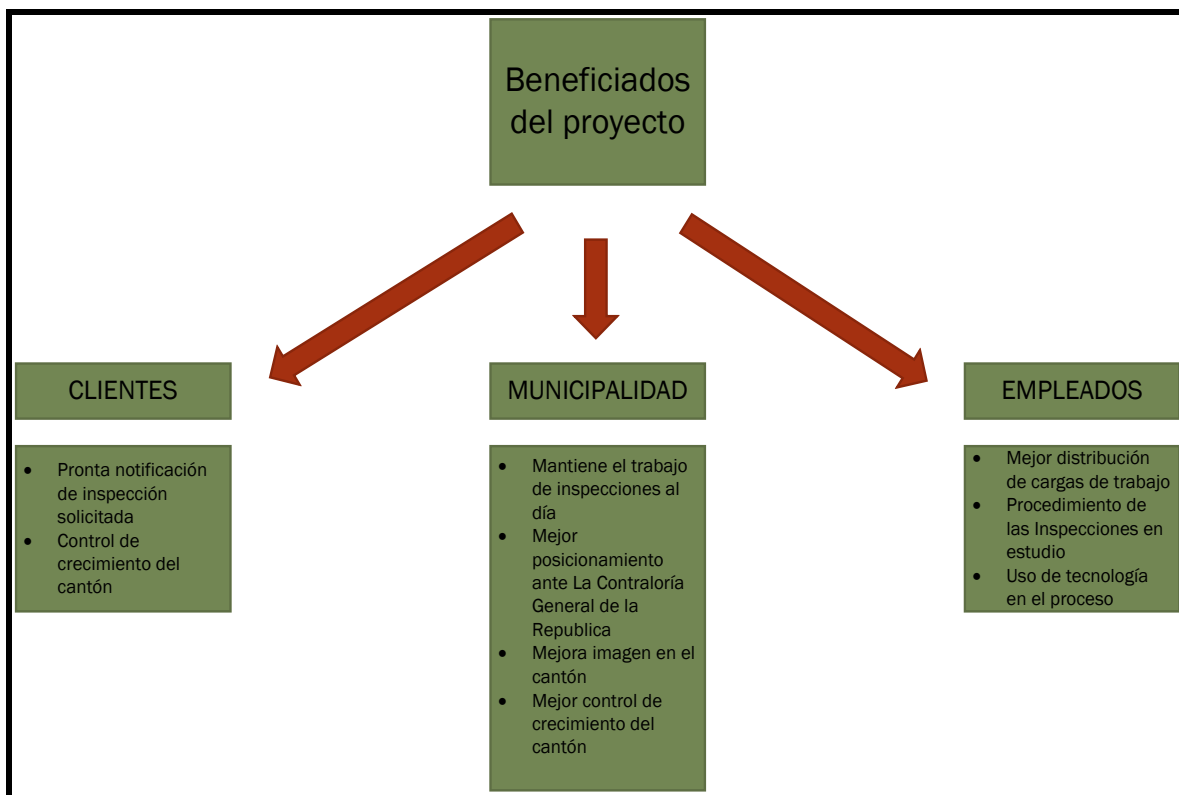 Beneficiados
del proyecto
CLIENTES
• Pronta notificación
de inspección
solicitada
• Control de
crecimiento del
cantón
MUNICIPALIDAD
• Mantiene el trabajo
de inspecciones al
día
• Mejor
posicionamiento
ante La Contraloría
General de la
Republica
• Mejora imagen en el
cantón
• Mejor control de
crecimiento del
cantón
EMPLEADOS
• Mejor distribución
de cargas de trabajo
• Procedimiento de
las Inspecciones en
estudio
• Uso de tecnología
en el proceso